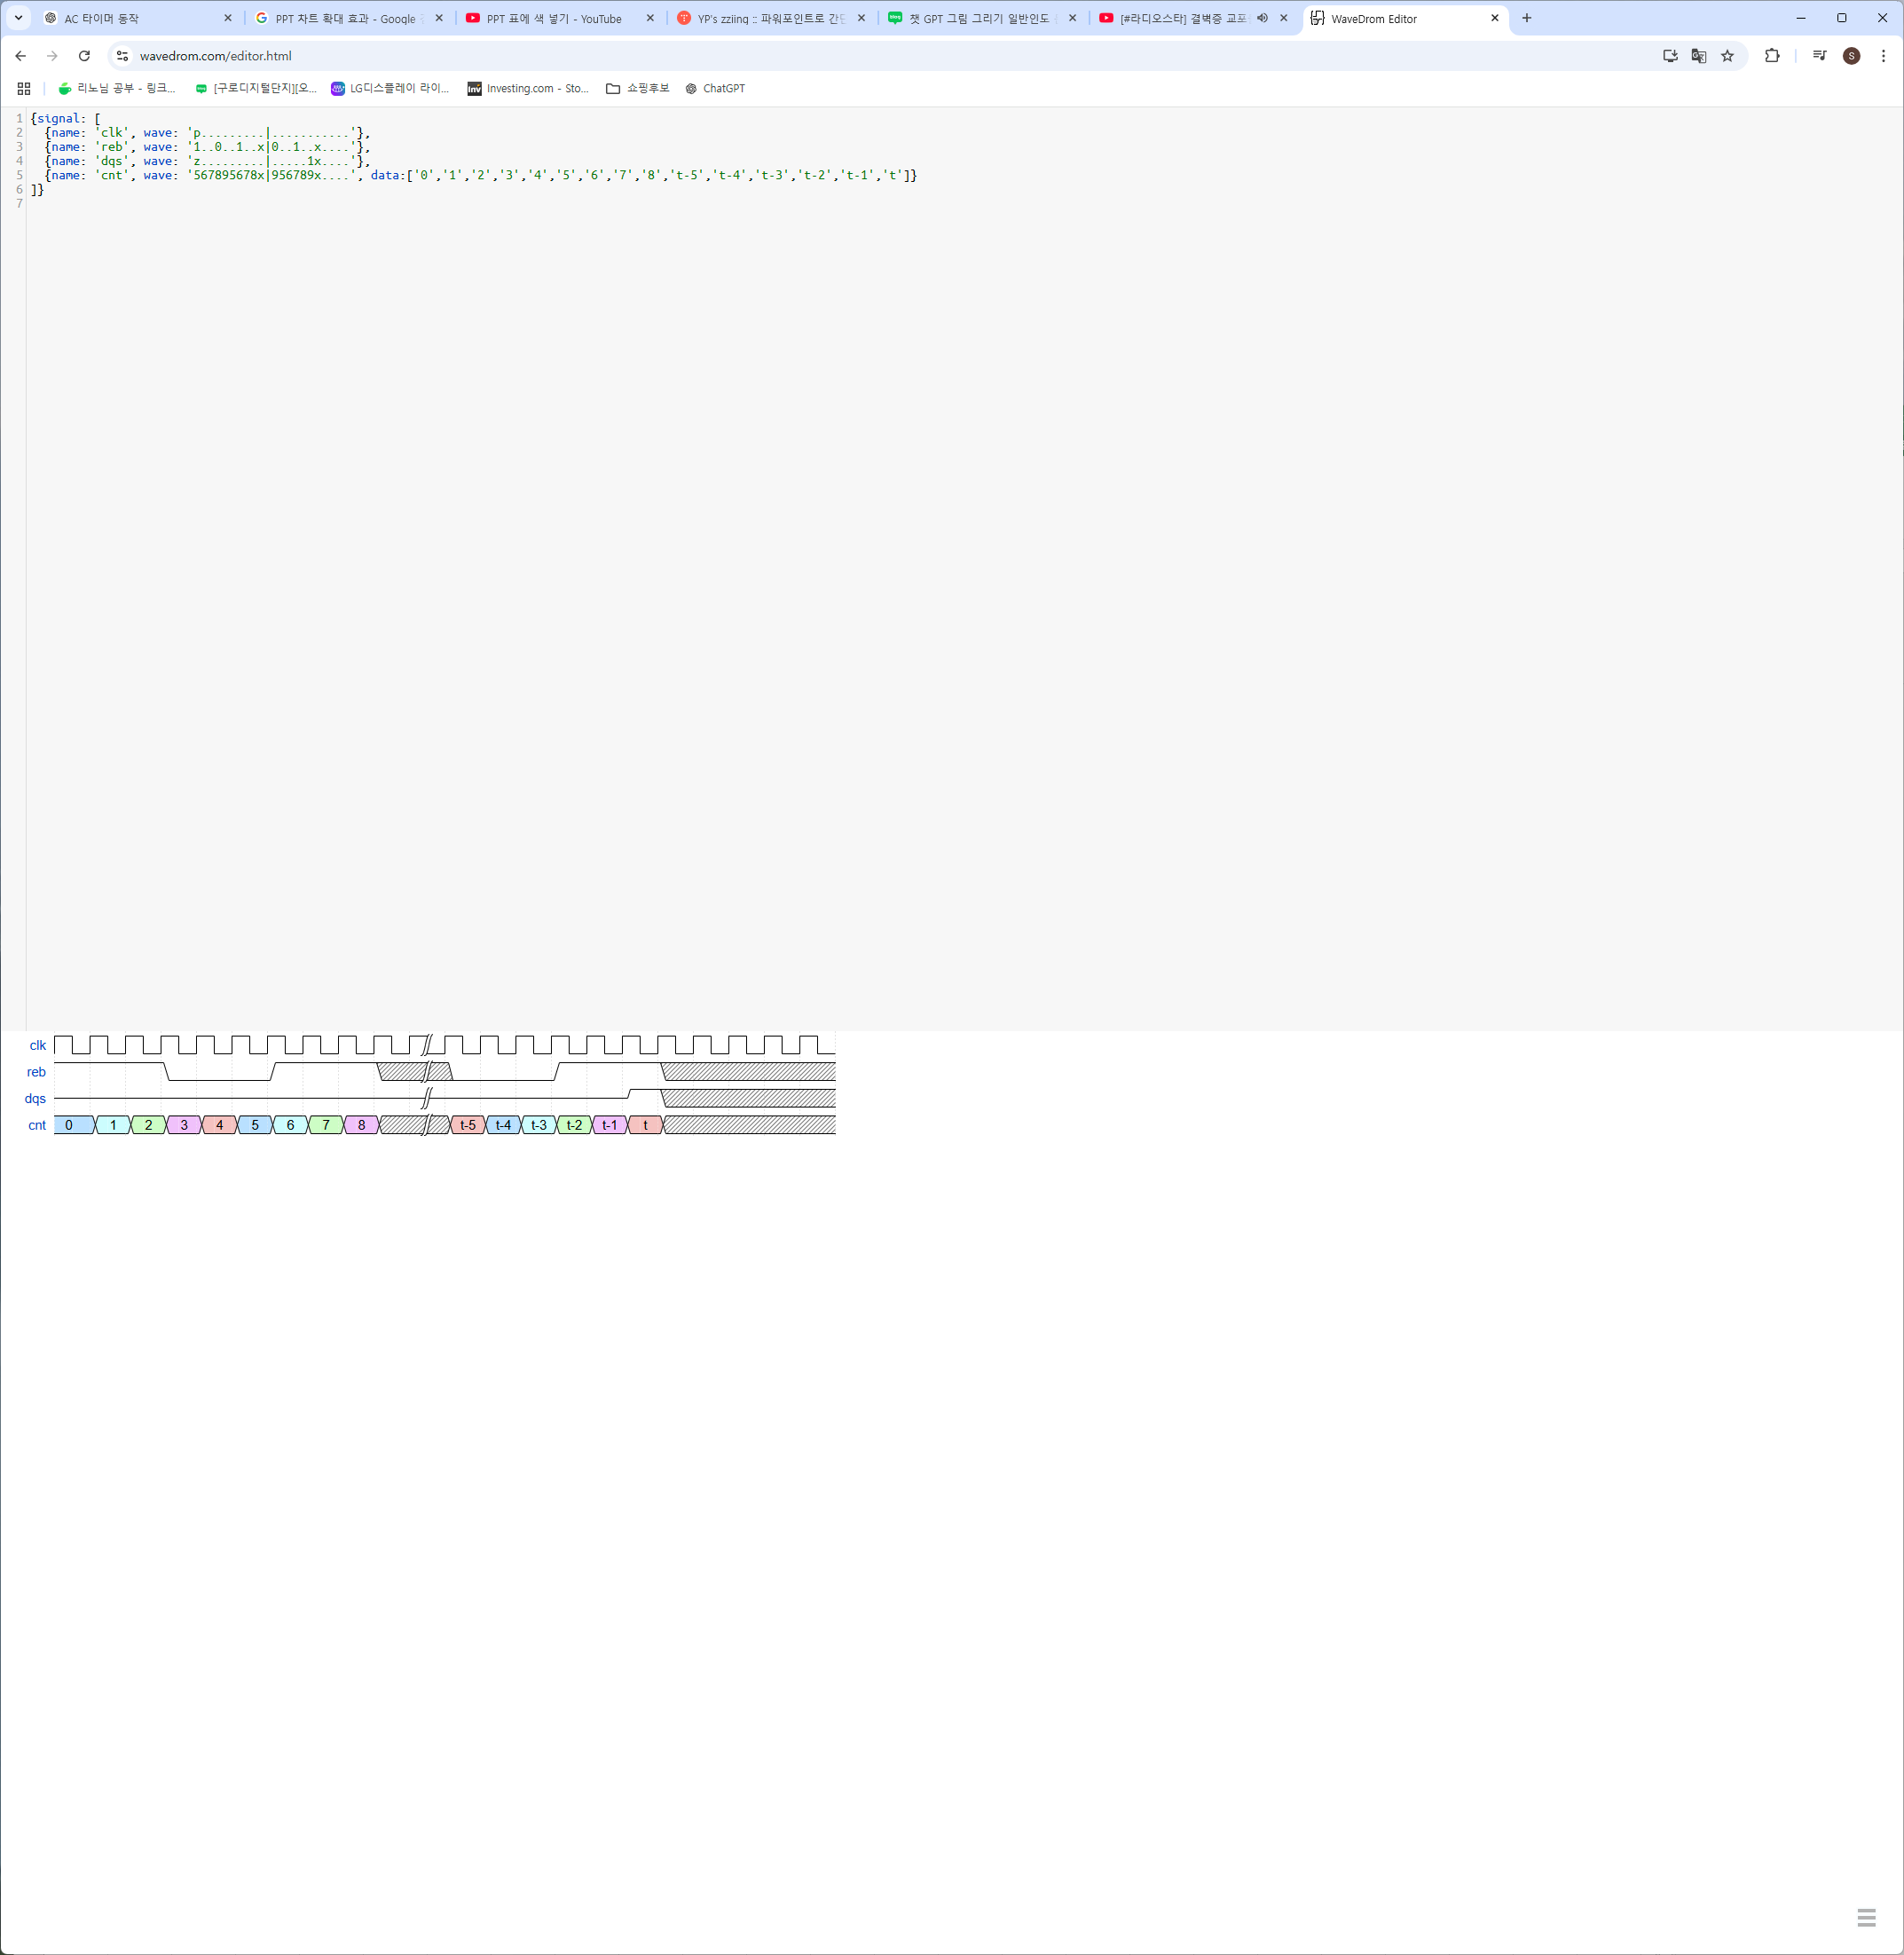 AC 타이머 동작
PPT 차트 확대 효과 - Google
PPT 표에 색 넣기 - YouTube
YP's zziinq :: 파워포인트로 간단
챗 GPT 그림 그리기 일반인도
[#라디오스타] 결벽증 교포
WaveDrom Editor
wavedrom.com/editor.html
S
리노님 공부 - 링크...
[구로디지털단지][오...
LG디스플레이 라이...
Investing.com - Sto...
쇼핑후보
ChatGPT
1 {signal: [
2 {name: 'clk', wave: 'p.........|...........'},
3 {name: 'reb', wave: '1..0..1..x|0..1..x....'},
4 {name: 'dqs', wave: 'z.........|.....1x....'},
5 {name: 'cnt', wave: '567895678x|956789x....', data:['0','1','2','3','4','5','6','7','8','t-5','t-4','t-3','t-2','t-1','t']}
6 ]}
7
clk
reb
dqs
cnt 0 1 2 3 4 5 6 7 8 t-5 t-4 t-3 t-2 t-1 t